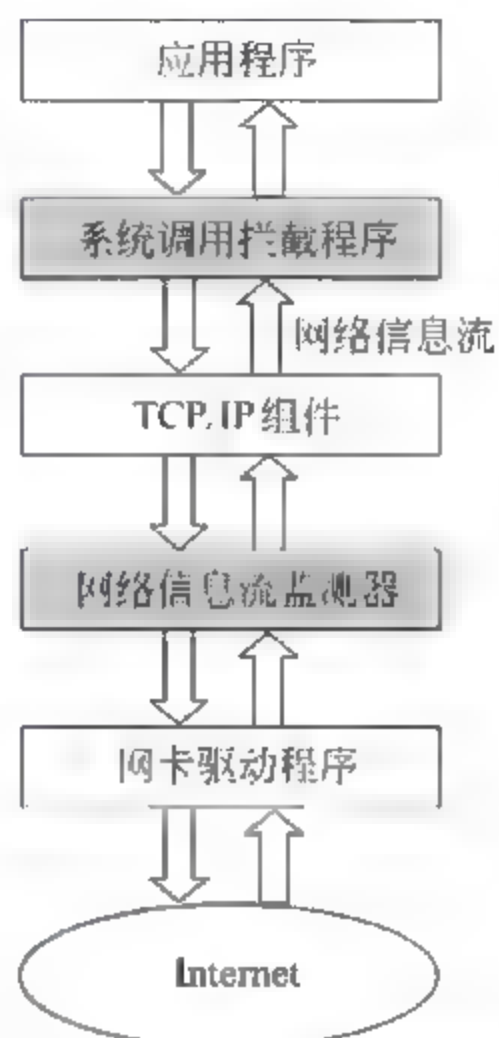 应用程序
系统调用拦截程序
网络信息流
TCP/IP组件
网络信息流监测器
网卡驱动程序
Internet